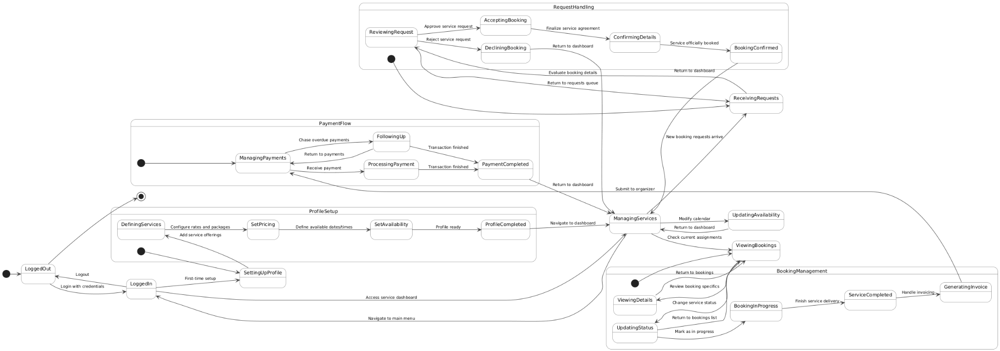 RequestHandling
AcceptingBooking
Approve service request
Finalize service agreement
ReviewingRequest
ConfirmingDetails
Reject service request
Service officially booked
DecliningBooking
Return to dashboard
BookingConfirmed
Evaluate booking details
Return to dashboard
Return to requests queue
ReceivingRequests
PaymentFlow
FollowingUp
Chase overdue payments
New booking requests arrive
Transaction finished
Return to payments
ManagingPayments
ProcessingPayment
PaymentCompleted
Receive payment
Transaction finished
Return to dashboard
Submit to organizer
ProfileSetup
ManagingServices
UpdatingAvailability
Modify calendar
DefiningServices
SetPricing
SetAvailability
ProfileCompleted
Navigate to dashboard
Configure rates and packages
Define available dates/times
Profile ready
Return to dashboard
Add service offerings
Check current assignments
ViewingBookings
LoggedOut
SettingUpProfile
BookingManagement
Return to bookings
Logout
First-time setup
LoggedIn
Login with credentials
Review booking specifics
GeneratingInvoice
Access service dashboard
ViewingDetails
Change service status
ServiceCompleted
Handle invoicing
BookingInProgress
Finish service delivery
Navigate to main menu
Return to bookings list
UpdatingStatus
Mark as in progress